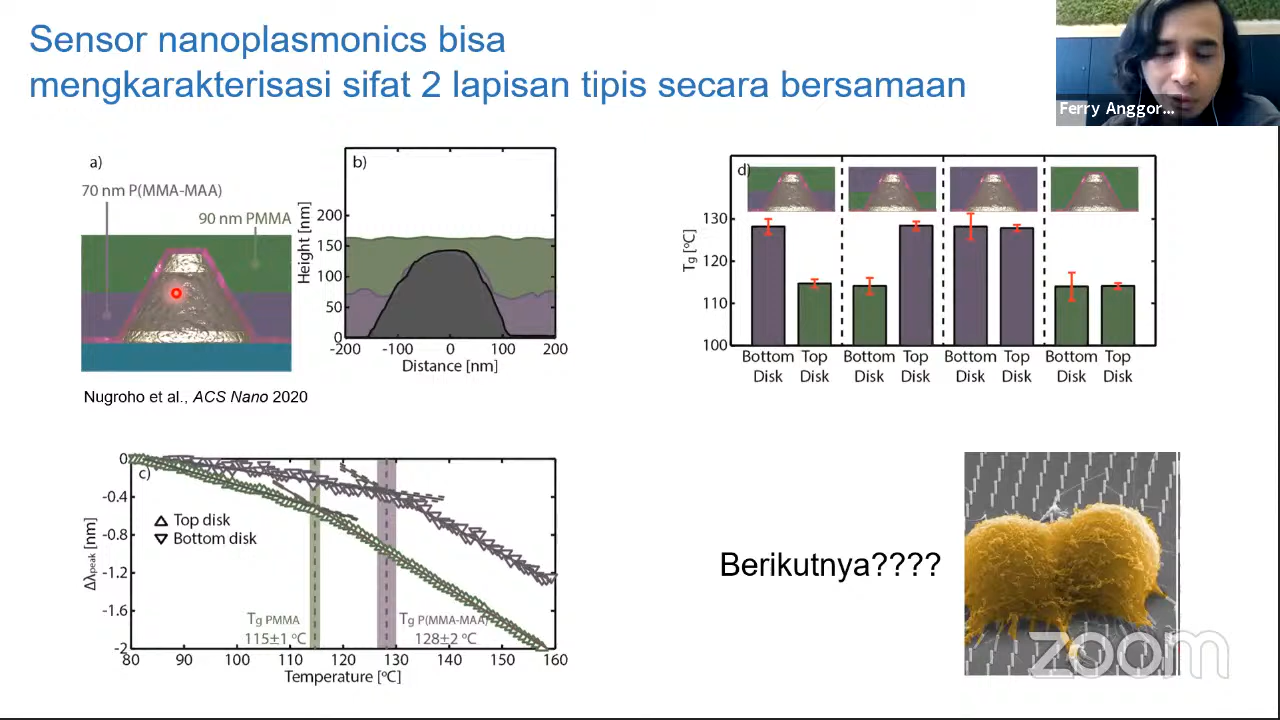 Sensor nanoplasmonics bisa
mengkarakterisasi sifat 2 lapisan tipis secara bersamaan
Ferry Anggor...
a)
70 nm P(MMA-MAA)
90 nm PMMA
Nugroho et al., ACS Nano 2020
b)
Height [nm]
200
150
100
50
0
-200 -100 0 100 200
Distance [nm]
d)
Tg [ºC]
130
120
110
100
Bottom Top Bottom Top Bottom Top Bottom Top
Disk Disk Disk Disk Disk Disk Disk Disk
c)
Δλpeak [nm]
0
-0.4
-0.8
-1.2
-1.6
-2
Top disk
Bottom disk
Tg PMMA
115±1 ºC
Tg P(MMA-MAA)
128±2 ºC
80 90 100 110 120 130 140 150 160
Temperature [ºC]
Berikutnya????
zoom